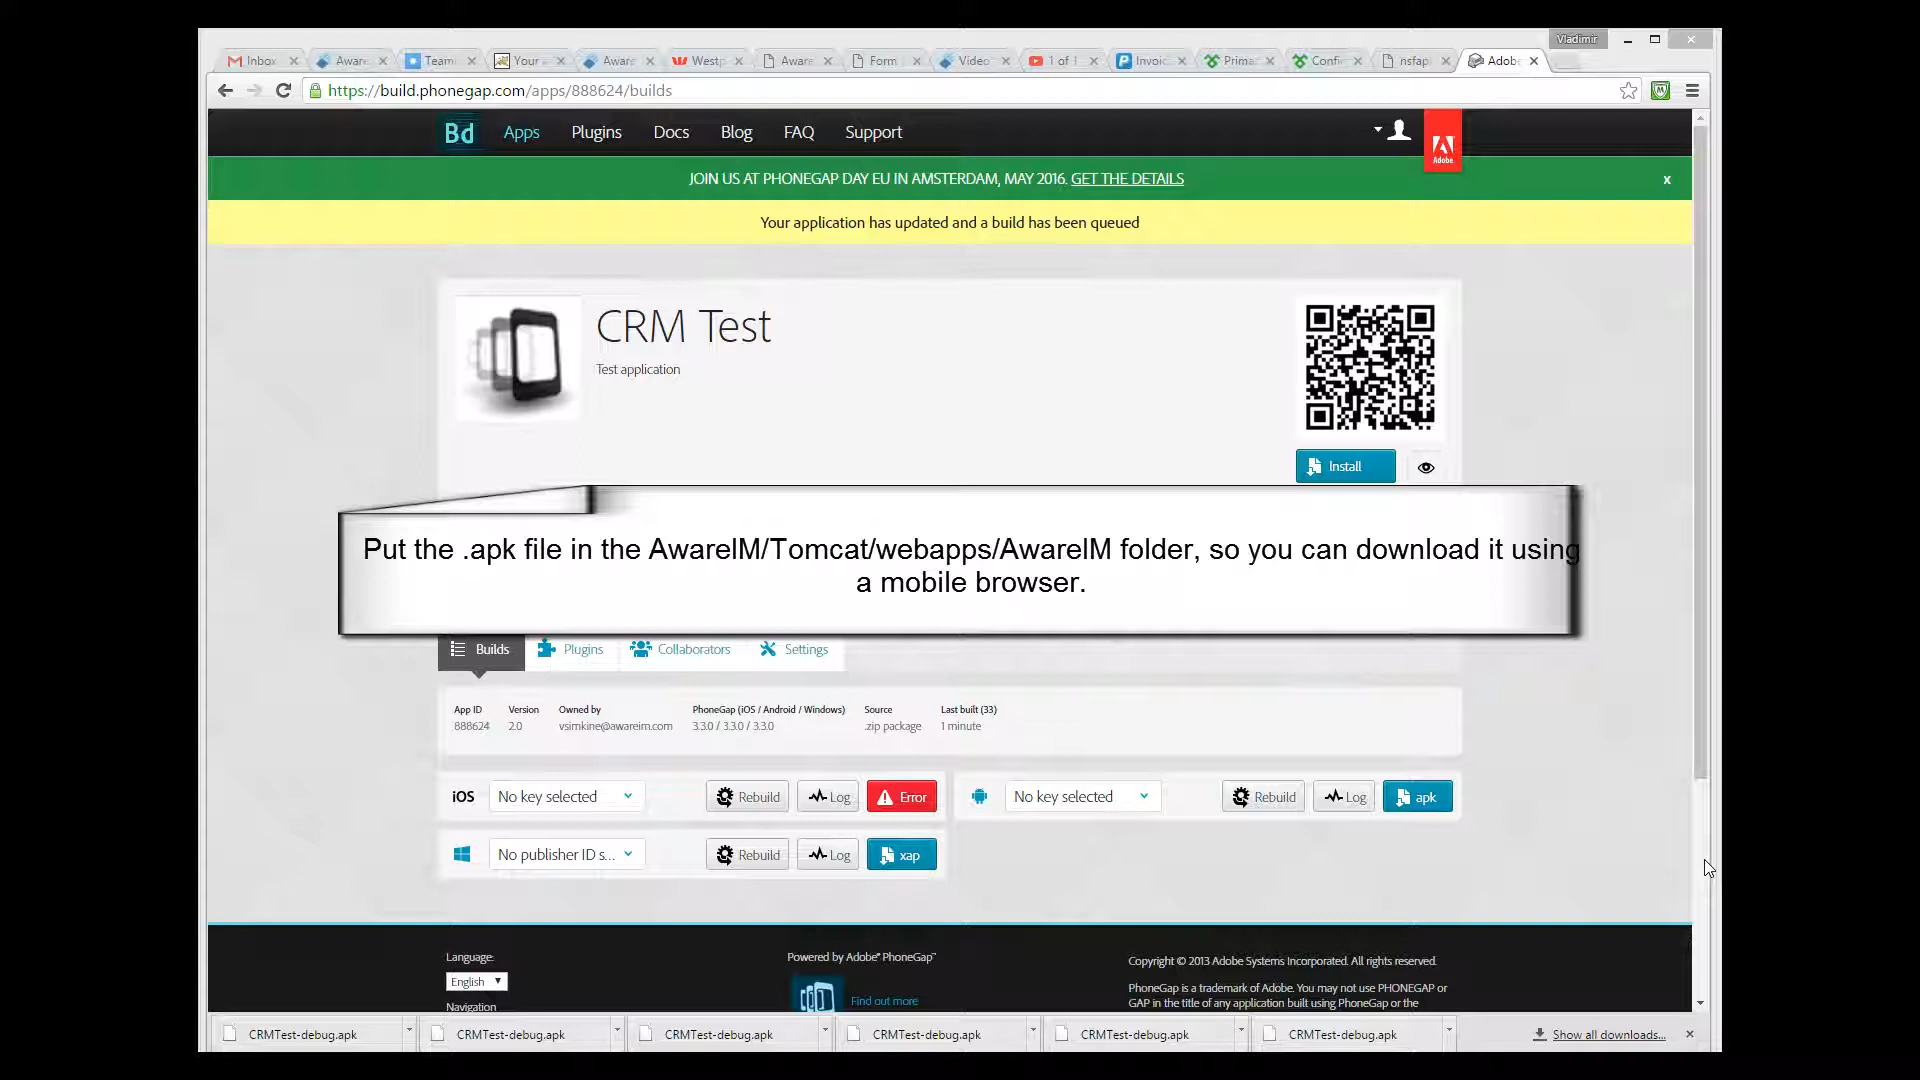 Vladimir
Inbox
Aware
Team
Your
Aware
Westp
Aware
Form
Video
1 of 1
Invoic
Prima
Confir
nsfap
Adobe
https://build.phonegap.com/apps/888624/builds
Bd Apps Plugins Docs Blog FAQ Support
Adobe
JOIN US AT PHONEGAP DAY EU IN AMSTERDAM, MAY 2016. GET THE DETAILS x
Your application has updated and a build has been queued
CRM Test
Test application
Install
Put the .apk file in the AwareIM/Tomcat/webapps/AwareIM folder, so you can download it using
a mobile browser.
Builds Plugins Collaborators Settings
App ID Version Owned by PhoneGap (iOS / Android / Windows) Source Last built (33)
888624 2.0 vsimkine@awareim.com 3.3.0 / 3.3.0 / 3.3.0 .zip package 1 minute
iOS No key selected Rebuild Log Error No key selected Rebuild Log apk
No publisher ID s... Rebuild Log xap
Language:
English
Navigation
Powered by Adobe® PhoneGap™
Find out more
Copyright © 2013 Adobe Systems Incorporated. All rights reserved.
PhoneGap is a trademark of Adobe. You may not use PHONEGAP or
GAP in the title of any application built using PhoneGap or the
CRMTest-debug.apk CRMTest-debug.apk CRMTest-debug.apk CRMTest-debug.apk CRMTest-debug.apk CRMTest-debug.apk Show all downloads...